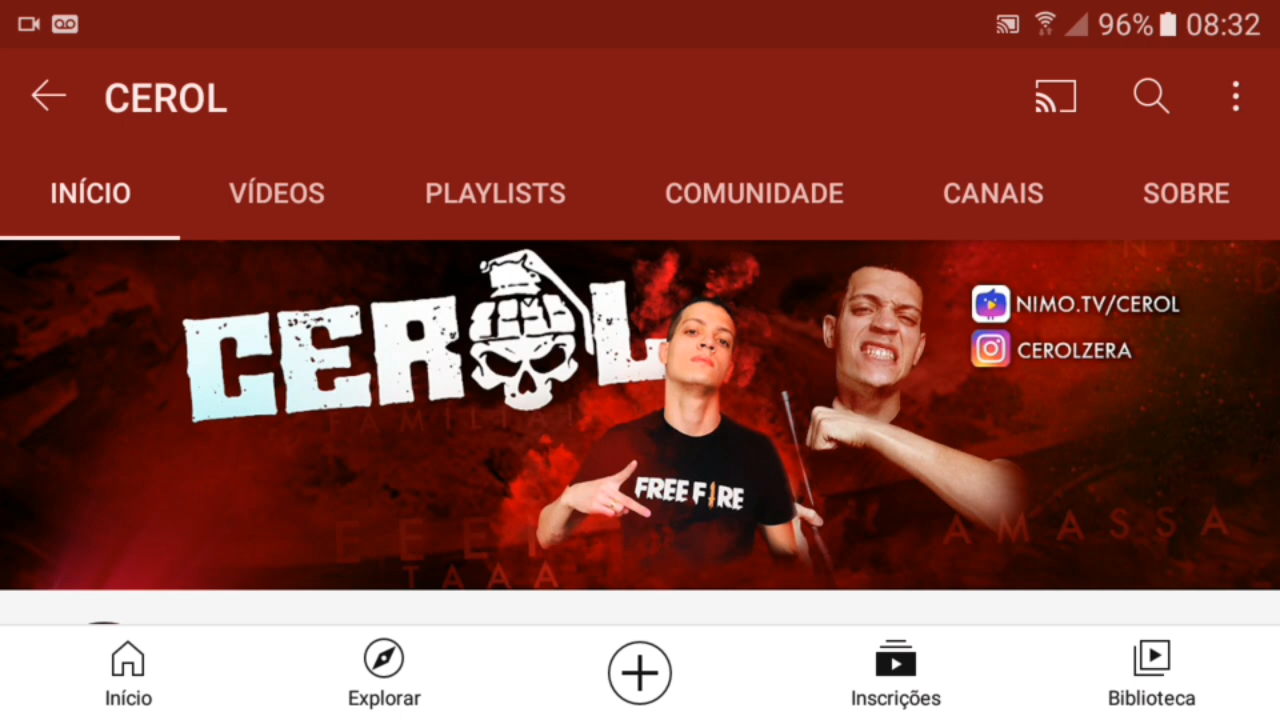 96% 08:32
CEROL
INÍCIO VÍDEOS PLAYLISTS COMUNIDADE CANAIS SOBRE
CEROL
NIMO.TV/CEROL
CEROLZERA
FREE FIRE
AMASSA
TAAA
Início Explorar Inscrições Biblioteca